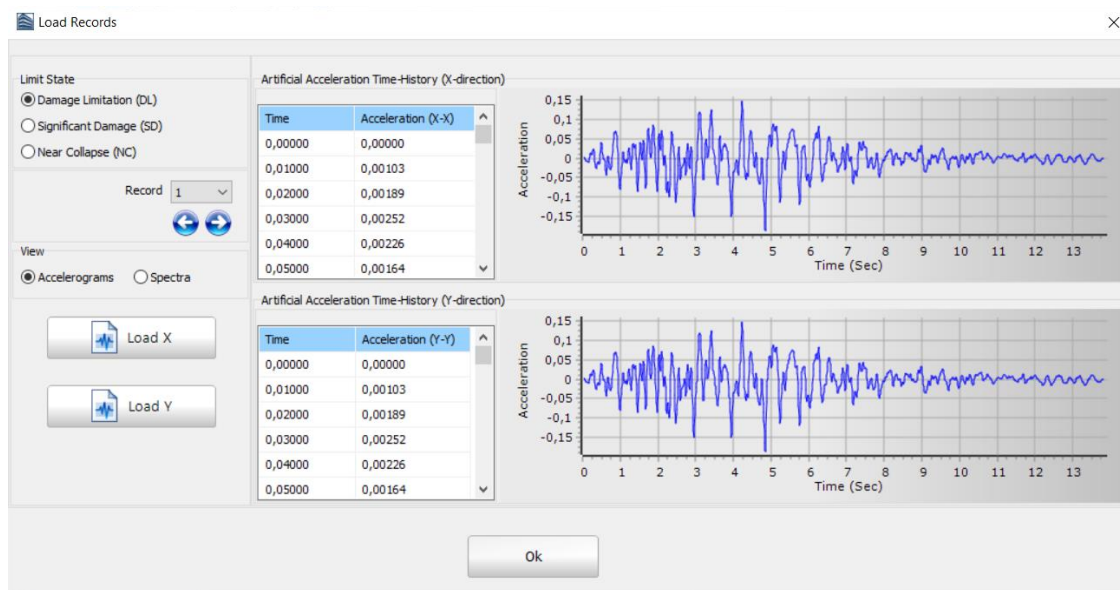 Load Records
Limit State
Damage Limitation (DL)
Significant Damage (SD)
Near Collapse (NC)
Record 1
View
Accelerograms Spectra
Load X
Load Y
Artificial Acceleration Time-History (X-direction)
Time Acceleration (X-X)
0,00000 0,00000
0,01000 0,00103
0,02000 0,00189
0,03000 0,00252
0,04000 0,00226
0,05000 0,00164
Acceleration
0,15
0,1
0,05
0
-0,05
-0,1
-0,15
0 1 2 3 4 5 6 7 8 9 10 11 12 13
Time (Sec)
Artificial Acceleration Time-History (Y-direction)
Time Acceleration (Y-Y)
0,00000 0,00000
0,01000 0,00103
0,02000 0,00189
0,03000 0,00252
0,04000 0,00226
0,05000 0,00164
Acceleration
0,15
0,1
0,05
0
-0,05
-0,1
-0,15
0 1 2 3 4 5 6 7 8 9 10 11 12 13
Time (Sec)
Ok